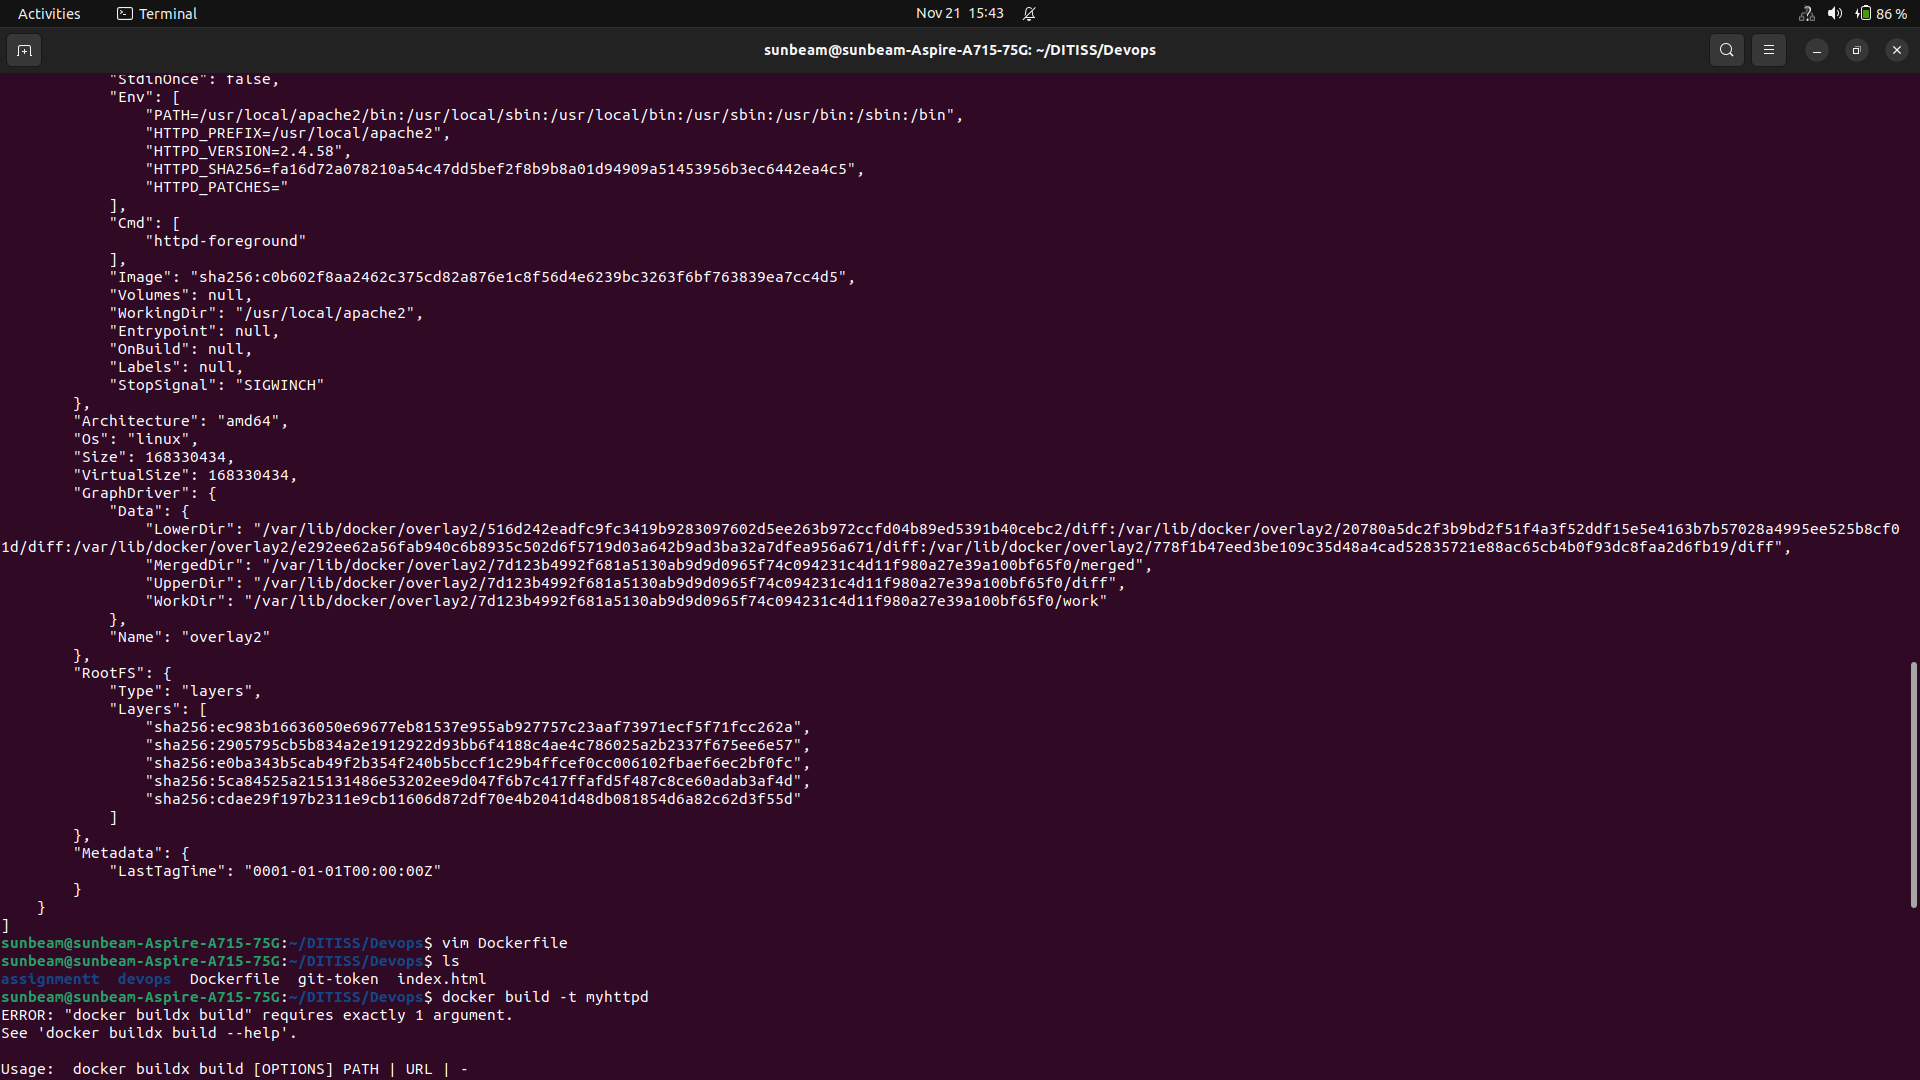 Activities
Terminal
Nov 21 15:43
86 %
sunbeam@sunbeam-Aspire-A715-75G: ~/DITISS/Devops
"StdinOnce": false,
"Env": [
"PATH=/usr/local/apache2/bin:/usr/local/sbin:/usr/local/bin:/usr/sbin:/usr/bin:/sbin:/bin",
"HTTPD_PREFIX=/usr/local/apache2",
"HTTPD_VERSION=2.4.58",
"HTTPD_SHA256=fa16d72a078210a54c47dd5bef2f8b9b8a01d94909a51453956b3ec6442ea4c5",
"HTTPD_PATCHES="
],
"Cmd": [
"httpd-foreground"
],
"Image": "sha256:c0b602f8aa2462c375cd82a876e1c8f56d4e6239bc3263f6bf763839ea7cc4d5",
"Volumes": null,
"WorkingDir": "/usr/local/apache2",
"Entrypoint": null,
"OnBuild": null,
"Labels": null,
"StopSignal": "SIGWINCH"
},
"Architecture": "amd64",
"Os": "linux",
"Size": 168330434,
"VirtualSize": 168330434,
"GraphDriver": {
"Data": {
"LowerDir": "/var/lib/docker/overlay2/516d242eadfc9fc3419b9283097602d5ee263b972ccfd04b89ed5391b40cebc2/diff:/var/lib/docker/overlay2/20780a5dc2f3b9bd2f51f4a3f52ddf15e5e4163b7b57028a4995ee525b8cf0
1d/diff:/var/lib/docker/overlay2/e292ee62a56fab940c6b8935c502d6f5719d03a642b9ad3ba32a7dfea956a671/diff:/var/lib/docker/overlay2/778f1b47eed3be109c35d48a4cad52835721e88ac65cb4b0f93dc8faa2d6fb19/diff",
"MergedDir": "/var/lib/docker/overlay2/7d123b4992f681a5130ab9d9d0965f74c094231c4d11f980a27e39a100bf65f0/merged",
"UpperDir": "/var/lib/docker/overlay2/7d123b4992f681a5130ab9d9d0965f74c094231c4d11f980a27e39a100bf65f0/diff",
"WorkDir": "/var/lib/docker/overlay2/7d123b4992f681a5130ab9d9d0965f74c094231c4d11f980a27e39a100bf65f0/work"
},
"Name": "overlay2"
},
"RootFS": {
"Type": "layers",
"Layers": [
"sha256:ec983b16636050e69677eb81537e955ab927757c23aaf73971ecf5f71fcc262a",
"sha256:2905795cb5b834a2e1912922d93bb6f4188c4ae4c786025a2b2337f675ee6e57",
"sha256:e0ba343b5cab49f2b354f240b5bccf1c29b4ffcef0cc006102fbaef6ec2bf0fc",
"sha256:5ca84525a215131486e53202ee9d047f6b7c417ffafd5f487c8ce60adab3af4d",
"sha256:cdae29f197b2311e9cb11606d872df70e4b2041d48db081854d6a82c62d3f55d"
]
},
"Metadata": {
"LastTagTime": "0001-01-01T00:00:00Z"
}
}
]
sunbeam@sunbeam-Aspire-A715-75G:~/DITISS/Devops$ vim Dockerfile
sunbeam@sunbeam-Aspire-A715-75G:~/DITISS/Devops$ ls
assignmentt devops Dockerfile git-token index.html
sunbeam@sunbeam-Aspire-A715-75G:~/DITISS/Devops$ docker build -t myhttpd
ERROR: "docker buildx build" requires exactly 1 argument.
See 'docker buildx build --help'.
Usage: docker buildx build [OPTIONS] PATH | URL | -